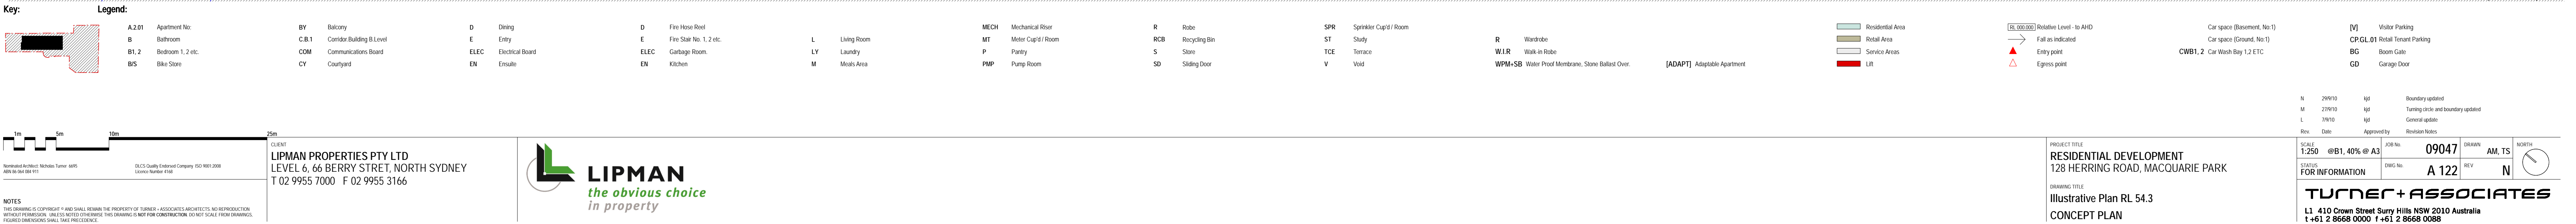 Key: Legend:
A.2.01 Apartment No:
B Bathroom
B1, 2 Bedroom 1, 2 etc.
B/S Bike Store
BY Balcony
C.B.1 Corridor.Building B.Level
COM Communications Board
CY Courtyard
D Dining
E Entry
ELEC Electrical Board
EN Ensuite
D Fire Hose Reel
E Fire Stair No. 1, 2 etc.
ELEC Garbage Room.
EN Kitchen
L Living Room
LY Laundry
M Meals Area
MECH Mechanical Riser
MT Meter Cup'd / Room
P Pantry
PMP Pump Room
R Robe
RCB Recycling Bin
S Store
SD Sliding Door
SPR Sprinkler Cup'd / Room
ST Study
TCE Terrace
V Void
R Wardrobe
W.I.R Walk-in Robe
WPM+SB Water Proof Membrane, Stone Ballast Over.
[ADAPT] Adaptable Apartment
Residential Area
Retail Area
Service Areas
Lift
RL 000.000 Relative Level - to AHD
Fall as indicated
Entry point
Egress point
Car space (Basement, No:1)
Car space (Ground, No:1)
CWB1, 2 Car Wash Bay 1,2 ETC
[V] Visitor Parking
CP.GL.01 Retail Tenant Parking
BG Boom Gate
GD Garage Door
N 29/9/10 kjd Boundary updated
M 27/9/10 kjd Turning circle and boundary updated
L 7/9/10 kjd General update
Rev. Date Approved by Revision Notes
1m 5m 10m 25m
Nominated Architect: Nicholas Turner 6695
ABN 86 064 084 911
DLCS Quality Endorsed Company ISO 9001:2008
Licence Number 4168
NOTES
THIS DRAWING IS COPYRIGHT © AND SHALL REMAIN THE PROPERTY OF TURNER + ASSOCIATES ARCHITECTS. NO REPRODUCTION
WITHOUT PERMISSION. UNLESS NOTED OTHERWISE THIS DRAWING IS NOT FOR CONSTRUCTION. DO NOT SCALE FROM DRAWINGS.
FIGURED DIMENSIONS SHALL TAKE PRECEDENCE.
CLIENT
LIPMAN PROPERTIES PTY LTD
LEVEL 6, 66 BERRY STRET, NORTH SYDNEY
T 02 9955 7000 F 02 9955 3166
LIPMAN
the obvious choice
in property
PROJECT TITLE
RESIDENTIAL DEVELOPMENT
128 HERRING ROAD, MACQUARIE PARK
DRAWING TITLE
Illustrative Plan RL 54.3
CONCEPT PLAN
SCALE
1:250 @B1, 40% @ A3
JOB No.
09047
DRAWN
AM, TS
NORTH
STATUS
FOR INFORMATION
DWG No.
A 122
REV
N
TURNER+ASSOCIATES
L1 410 Crown Street Surry Hills NSW 2010 Australia
t +61 2 8668 0000 f +61 2 8668 0088